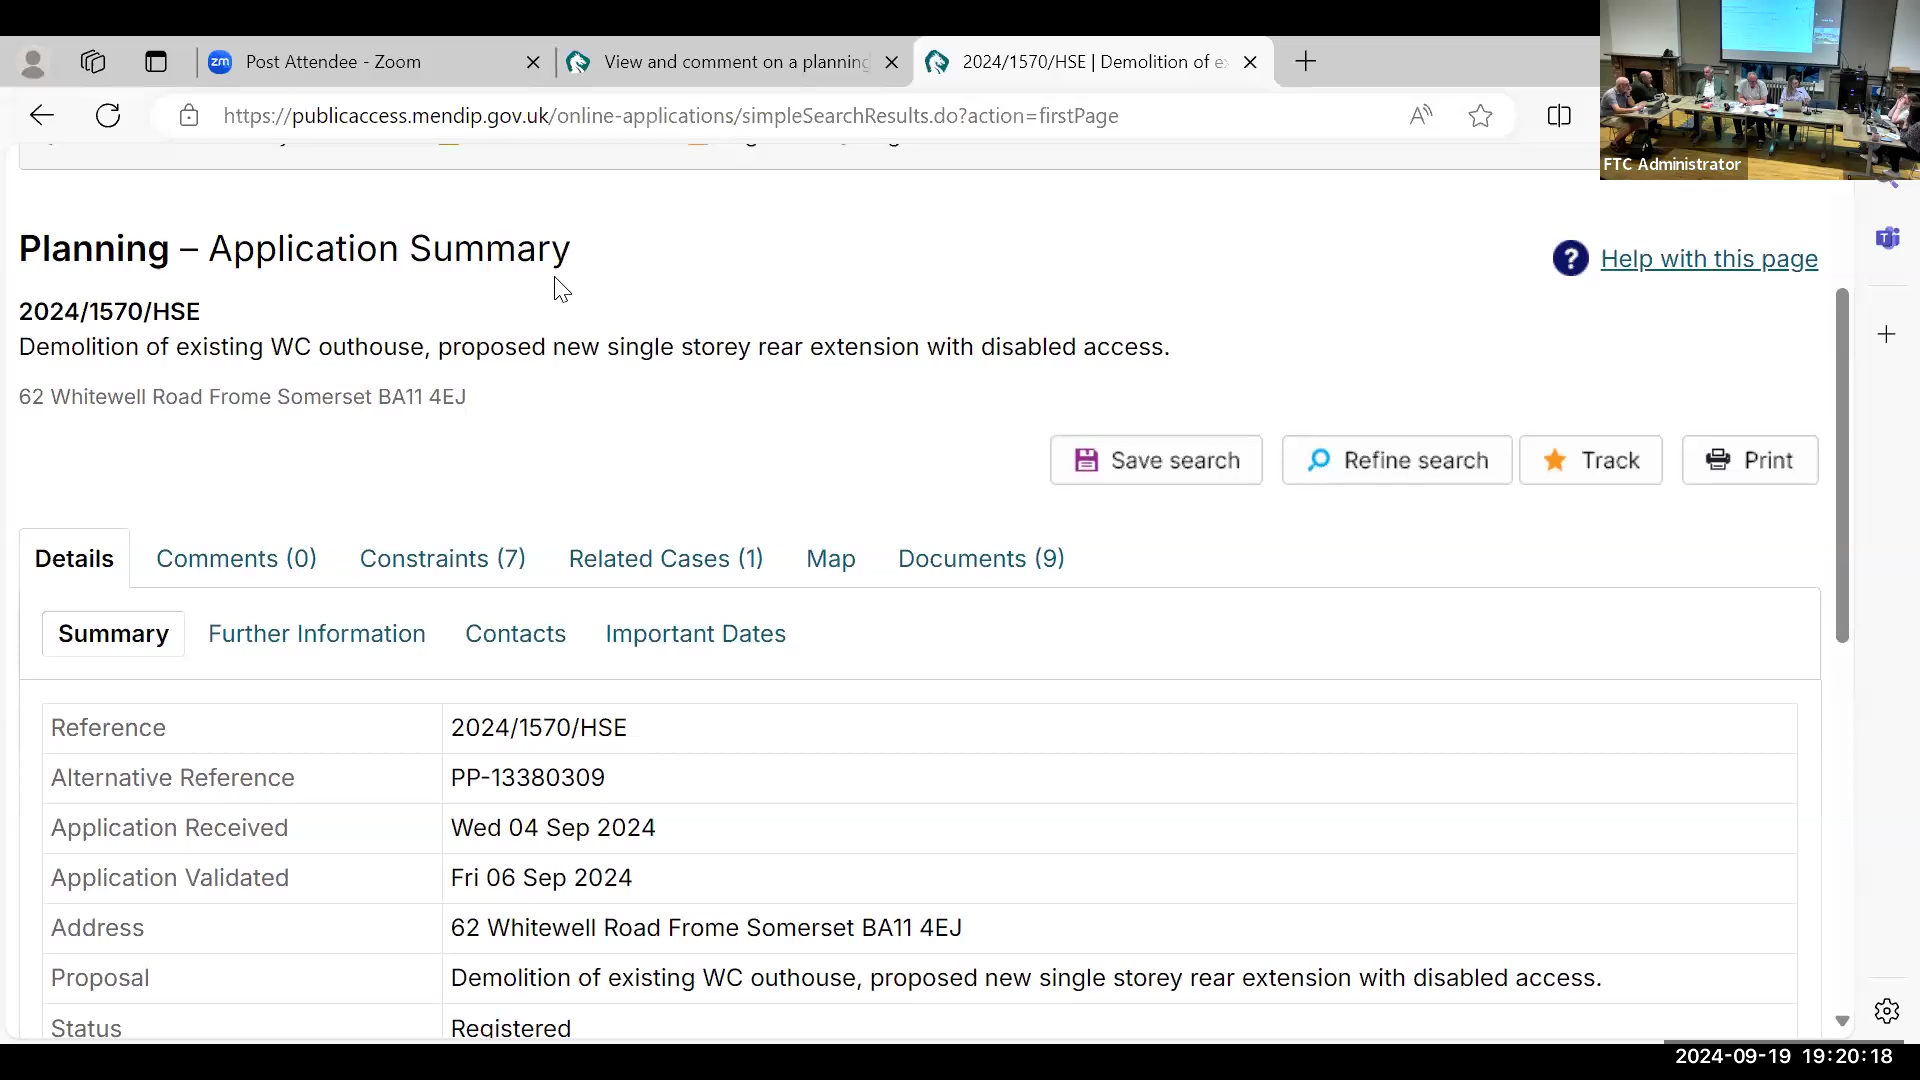 Post Attendee - Zoom
View and comment on a planning
2024/1570/HSE | Demolition of e
https://publicaccess.mendip.gov.uk/online-applications/simpleSearchResults.do?action=firstPage
FTC Administrator
Planning – Application Summary
Help with this page
2024/1570/HSE
Demolition of existing WC outhouse, proposed new single storey rear extension with disabled access.
62 Whitewell Road Frome Somerset BA11 4EJ
Save search Refine search Track Print
Details Comments (0) Constraints (7) Related Cases (1) Map Documents (9)
Summary Further Information Contacts Important Dates
Reference 2024/1570/HSE
Alternative Reference PP-13380309
Application Received Wed 04 Sep 2024
Application Validated Fri 06 Sep 2024
Address 62 Whitewell Road Frome Somerset BA11 4EJ
Proposal Demolition of existing WC outhouse, proposed new single storey rear extension with disabled access.
Status Registered
2024-09-19 19:20:18